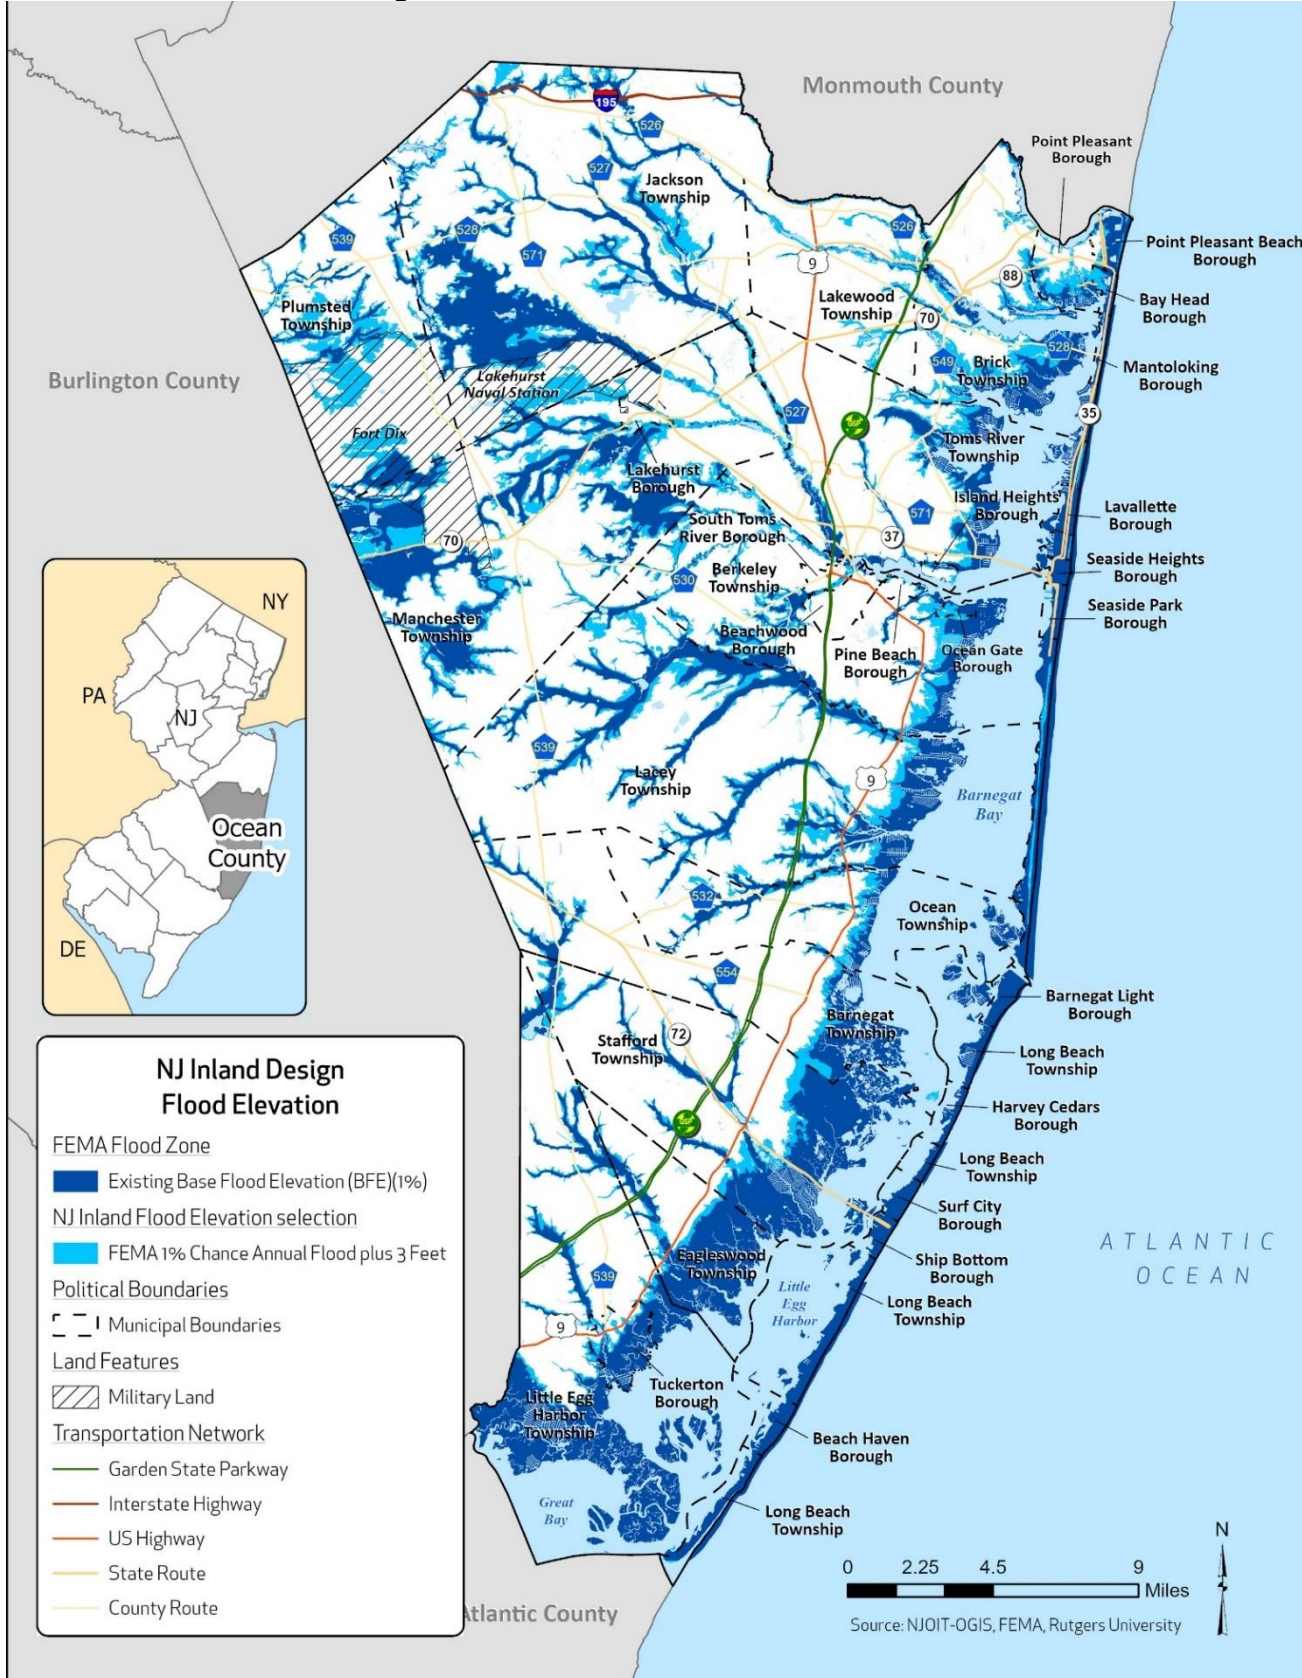 Monmouth County
Point Pleasant
Borough
195
526
527
Jackson
Township
539
528
571
526
9
88
Point Pleasant Beach
Borough
Bay Head
Borough
Plumsted
Township
Lakewood
Township
70
549
528
Brick
Township
Mantoloking
Borough
Burlington County
Lakehurst
Naval Station
Fort Dix
527
GSP
35
Toms River
Township
Lakehurst
Borough
Island Heights
Borough
571
Lavallette
Borough
South Toms
River Borough
37
70
Seaside Heights
Borough
530
Berkeley
Township
Seaside Park
Borough
Manchester
Township
Beachwood
Borough
Pine Beach
Borough
Ocean Gate
Borough
539
Lacey
Township
9
Barnegat
Bay
NY
PA
NJ
Ocean
County
DE
532
Ocean
Township
554
Barnegat Light
Borough
Barnegat
Township
Stafford
Township
72
Long Beach
Township
Harvey Cedars
Borough
GSP
Long Beach
Township
Surf City
Borough
Eagleswood
Township
Ship Bottom
Borough
539
Little
Egg
Harbor
Long Beach
Township
ATLANTIC
OCEAN
9
Tuckerton
Borough
Little Egg
Harbor
Township
Beach Haven
Borough
Great
Bay
Long Beach
Township
Atlantic County
NJ Inland Design
Flood Elevation
FEMA Flood Zone
Existing Base Flood Elevation (BFE)(1%)
NJ Inland Flood Elevation selection
FEMA 1% Chance Annual Flood plus 3 Feet
Political Boundaries
Municipal Boundaries
Land Features
Military Land
Transportation Network
Garden State Parkway
Interstate Highway
US Highway
State Route
County Route
N
0 2.25 4.5 9
Miles
Source: NJOIT-OGIS, FEMA, Rutgers University